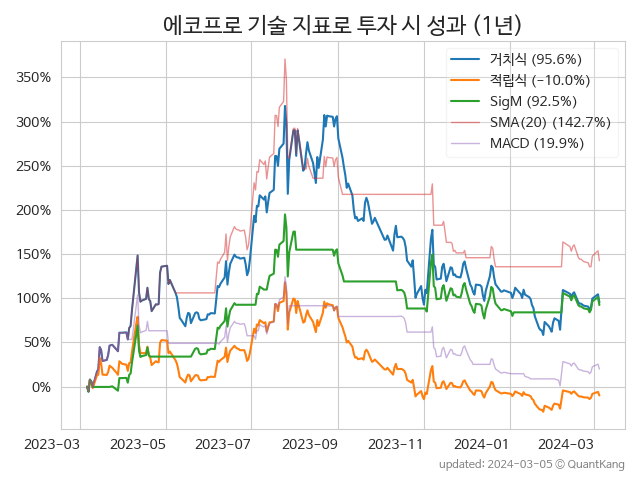 에코프로 기술 지표로 투자 시 성과 (1년)
거치식 (95.6%)
적립식 (−10.0%)
SigM (92.5%)
SMA(20) (142.7%)
MACD (19.9%)
350%
300%
250%
200%
150%
100%
50%
0%
2023-03
2023-05
2023-07
2023-09
2023-11
2024-01
2024-03
updated: 2024-03-05 ⓒ QuantKang